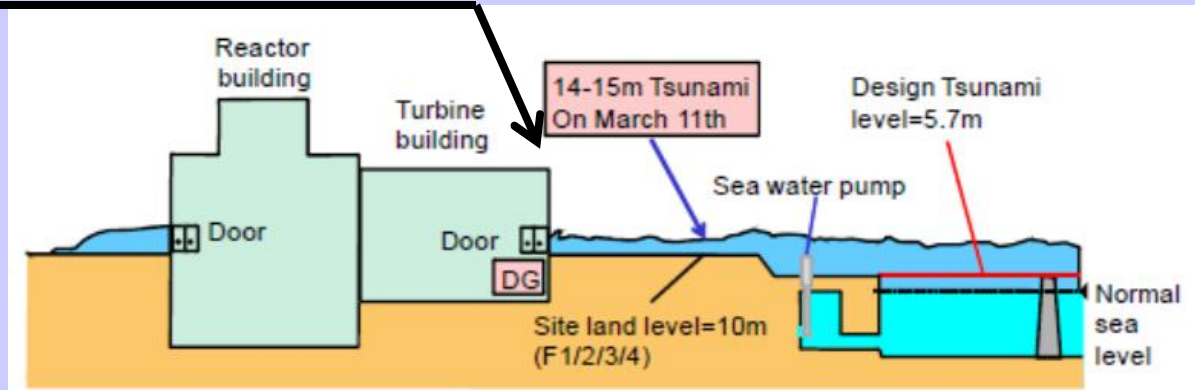 Reactor
building
14-15m Tsunami
On March 11th
Design Tsunami
level=5.7m
Turbine
building
Sea water pump
Door
Door
DG
Site land level=10m
(F1/2/3/4)
Normal
sea
level